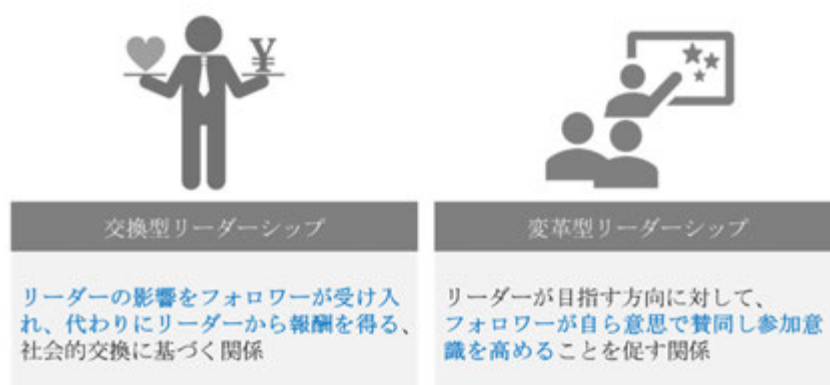 ¥
交換型リーダーシップ
リーダーの影響をフォロワーが受け入
れ、代わりにリーダーから報酬を得る、
社会的交換に基づく関係
変革型リーダーシップ
リーダーが目指す方向に対して、
フォロワーが自ら意思で賛同し参加意
識を高めることを促す関係